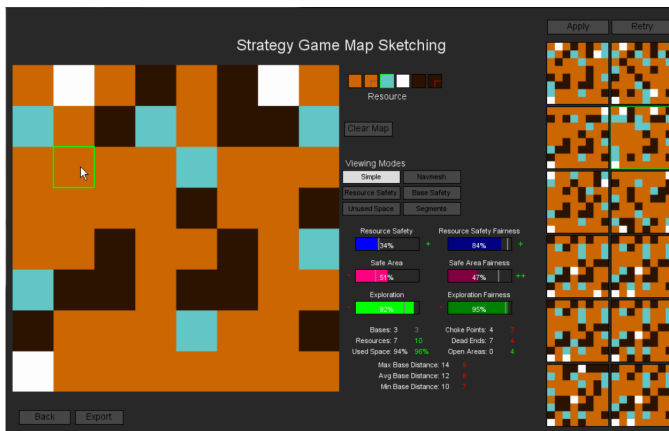 Apply Retry
Strategy Game Map Sketching
Resource
Clear Map
Viewing Modes
Simple Navmesh
Resource Safety Base Safety
Unused Space Segments
Resource Safety Resource Safety Fairness
34% + 84% +
Safe Area Safe Area Fairness
- 51% 47% ++
Exploration Exploration Fairness
- 92% - 95%
Bases: 3 3 Choke Points: 4 3
Resources: 7 10 Dead Ends: 7 4
Used Space: 94% 96% Open Areas: 0 4
Max Base Distance: 14
Avg Base Distance: 12
Min Base Distance: 10 7
Back Export